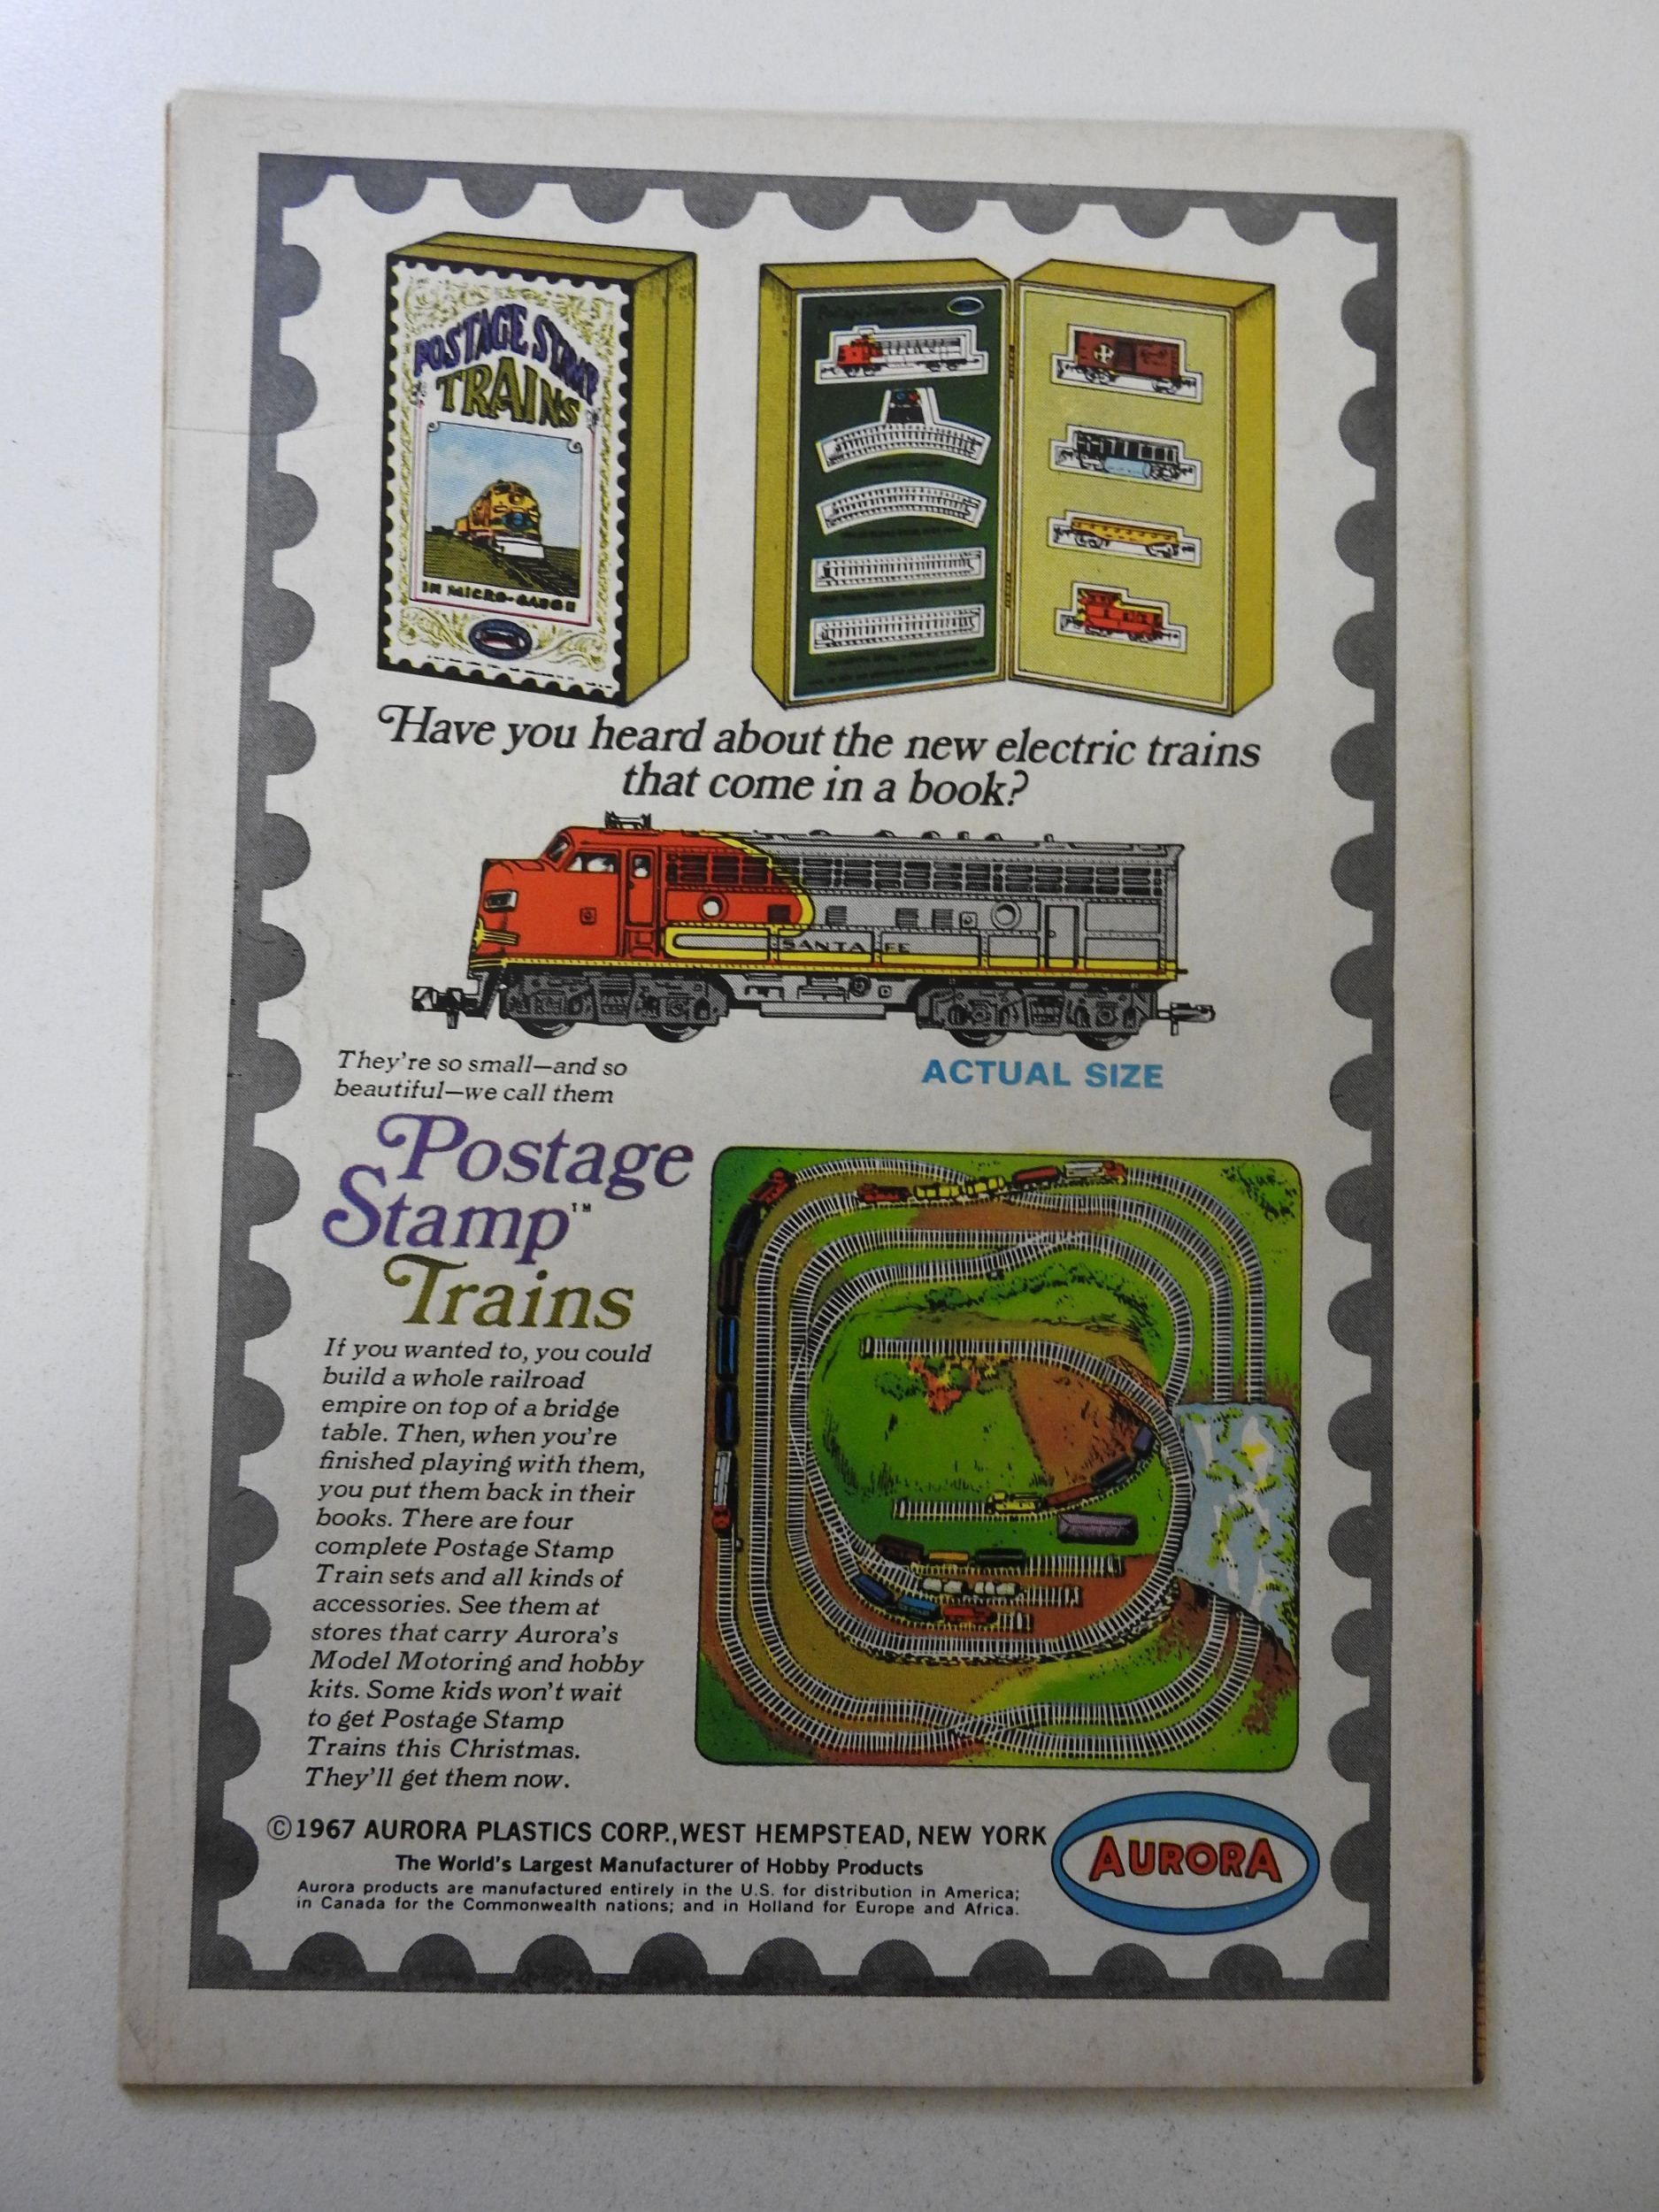 POSTAGE STAMP
TRAINS
IN MICRO-GAUGE
Postage Stamp Trains
Have you heard about the new electric trains
that come in a book?
SANTA FE
They're so small—and so
beautiful—we call them
ACTUAL SIZE
Postage
Stamp™
Trains
If you wanted to, you could
build a whole railroad
empire on top of a bridge
table. Then, when you're
finished playing with them,
you put them back in their
books. There are four
complete Postage Stamp
Train sets and all kinds of
accessories. See them at
stores that carry Aurora's
Model Motoring and hobby
kits. Some kids won't wait
to get Postage Stamp
Trains this Christmas.
They'll get them now.
©1967 AURORA PLASTICS CORP., WEST HEMPSTEAD, NEW YORK
The World's Largest Manufacturer of Hobby Products
Aurora products are manufactured entirely in the U.S. for distribution in America;
in Canada for the Commonwealth nations; and in Holland for Europe and Africa.
AURORA